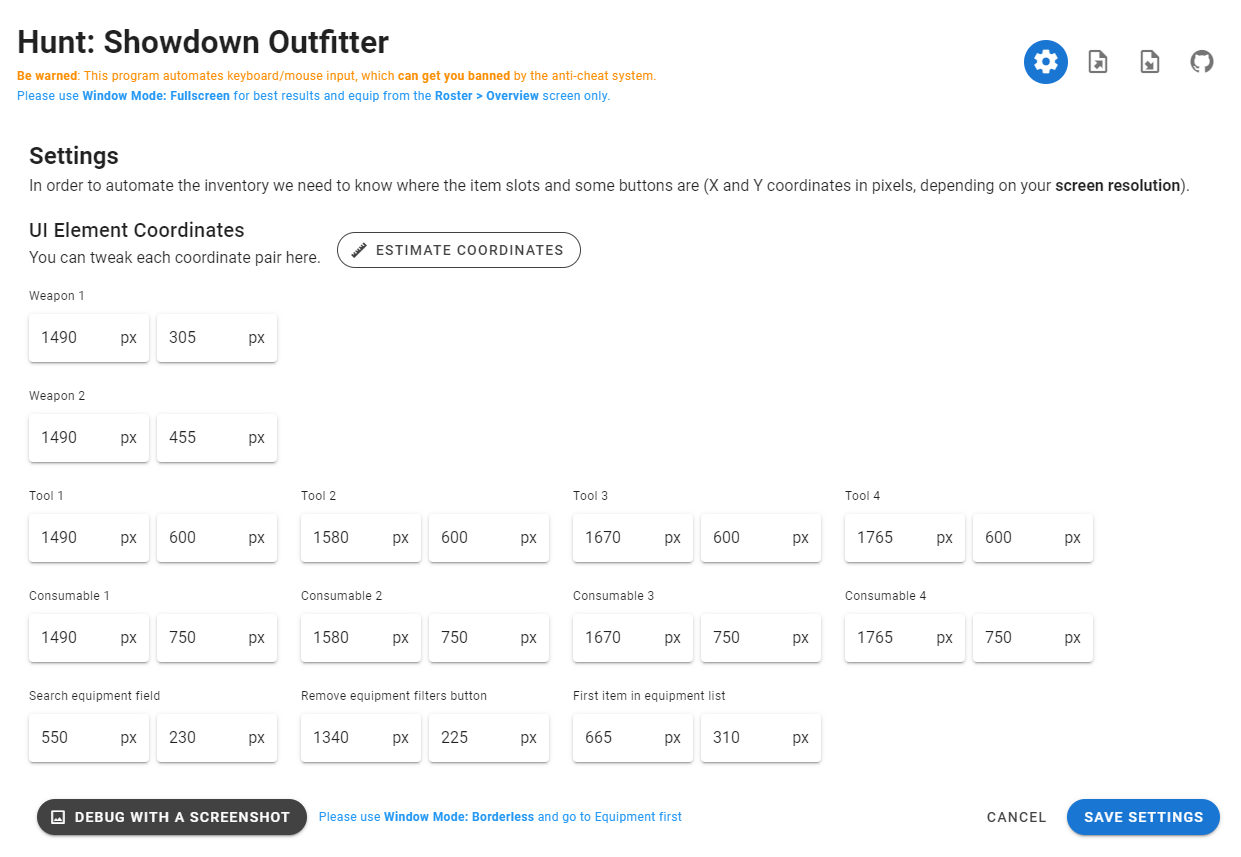 Hunt: Showdown Outfitter
Be warned: This program automates keyboard/mouse input, which can get you banned by the anti-cheat system.
Please use Window Mode: Fullscreen for best results and equip from the Roster > Overview screen only.
Settings
In order to automate the inventory we need to know where the item slots and some buttons are (X and Y coordinates in pixels, depending on your screen resolution).
UI Element Coordinates
You can tweak each coordinate pair here.
ESTIMATE COORDINATES
Weapon 1
1490 px 305 px
Weapon 2
1490 px 455 px
Tool 1 Tool 2 Tool 3 Tool 4
1490 px 600 px 1580 px 600 px 1670 px 600 px 1765 px 600 px
Consumable 1 Consumable 2 Consumable 3 Consumable 4
1490 px 750 px 1580 px 750 px 1670 px 750 px 1765 px 750 px
Search equipment field Remove equipment filters button First item in equipment list
550 px 230 px 1340 px 225 px 665 px 310 px
DEBUG WITH A SCREENSHOT Please use Window Mode: Borderless and go to Equipment first CANCEL SAVE SETTINGS